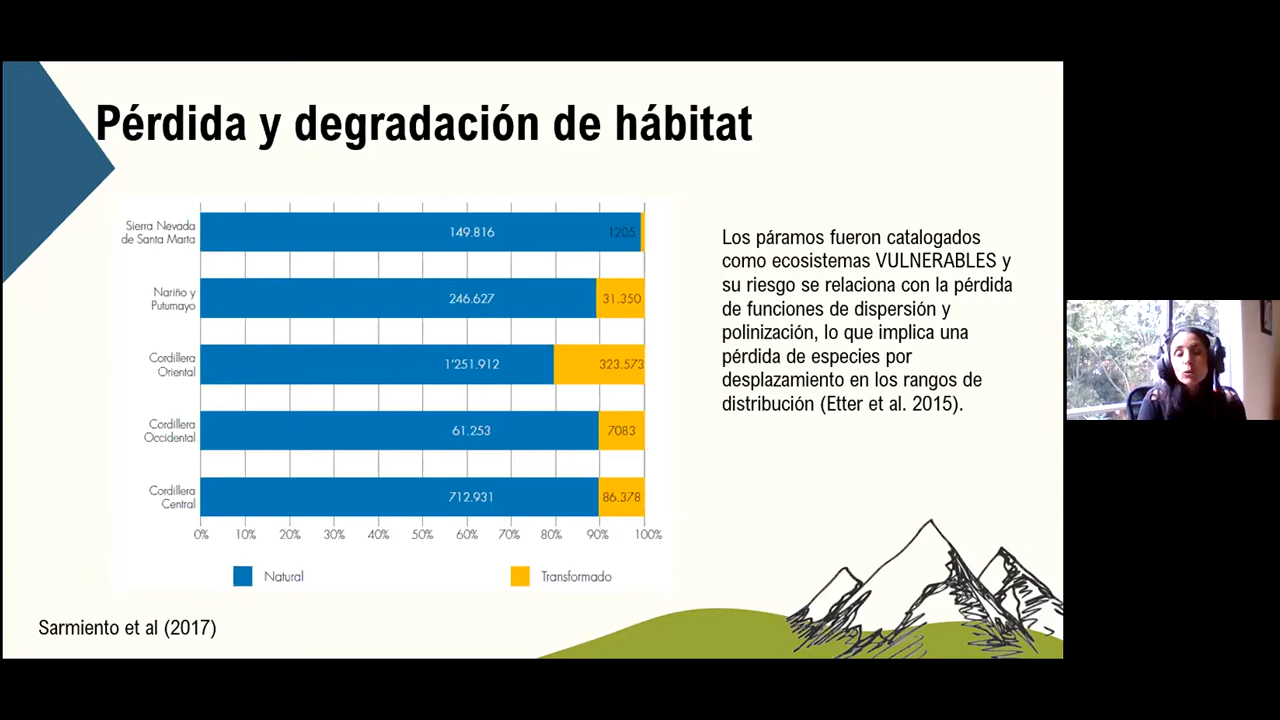 Pérdida y degradación de hábitat
Sierra Nevada
de Santa Marta
149.816
1205
Nariño y
Putumayo
246.627
31.350
Cordillera
Oriental
1'251.912
323.573
Cordillera
Occidental
61.253
7083
Cordillera
Central
712.931
86.378
0% 10% 20% 30% 40% 50% 60% 70% 80% 90% 100%
Natural
Transformado
Los páramos fueron catalogados
como ecosistemas VULNERABLES y
su riesgo se relaciona con la pérdida
de funciones de dispersión y
polinización, lo que implica una
pérdida de especies por
desplazamiento en los rangos de
distribución (Etter et al. 2015).
Sarmiento et al (2017)